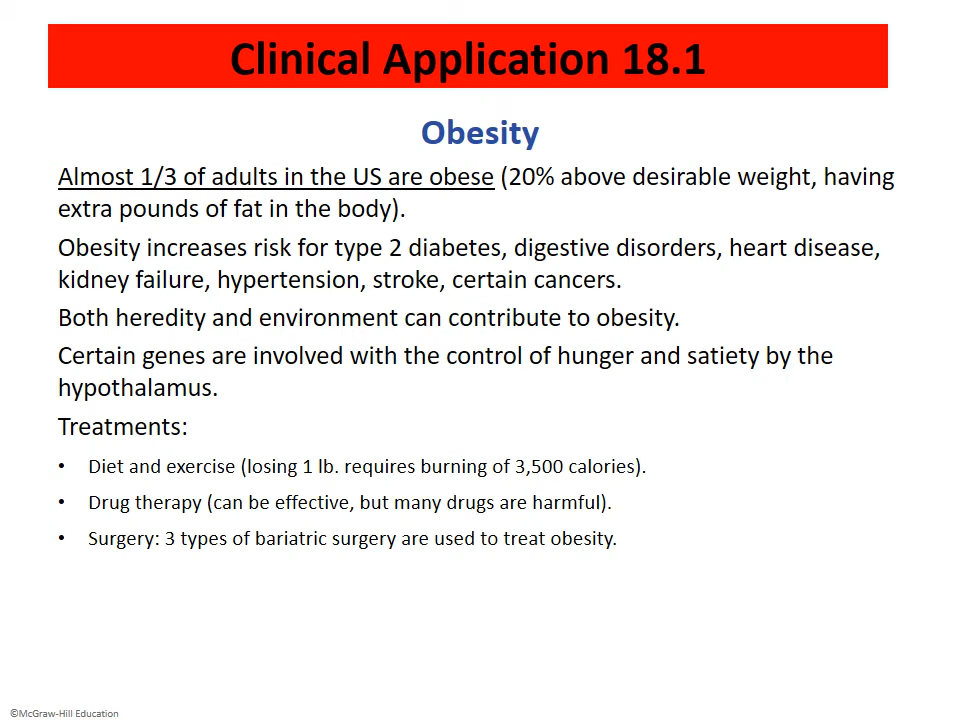 Clinical Application 18.1
Obesity
Almost 1/3 of adults in the US are obese (20% above desirable weight, having
extra pounds of fat in the body).
Obesity increases risk for type 2 diabetes, digestive disorders, heart disease,
kidney failure, hypertension, stroke, certain cancers.
Both heredity and environment can contribute to obesity.
Certain genes are involved with the control of hunger and satiety by the
hypothalamus.
Treatments:
• Diet and exercise (losing 1 lb. requires burning of 3,500 calories).
• Drug therapy (can be effective, but many drugs are harmful).
• Surgery: 3 types of bariatric surgery are used to treat obesity.
©McGraw-Hill Education